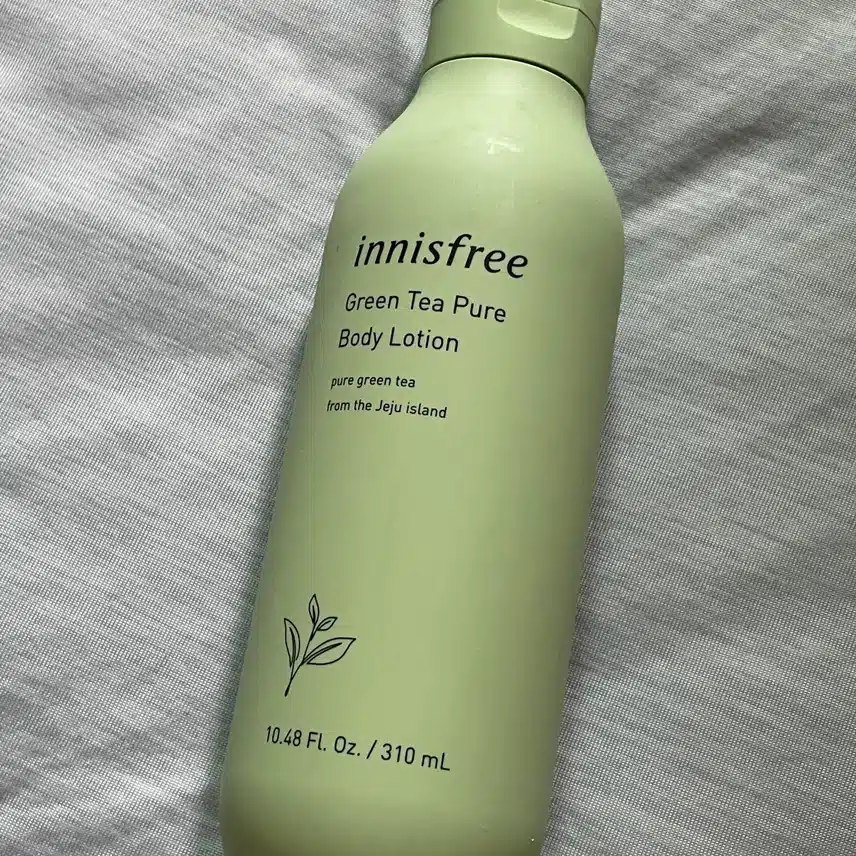 innisfree
Green Tea Pure
Body Lotion
pure green tea
from the Jeju island
10.48 Fl. Oz. / 310 mL